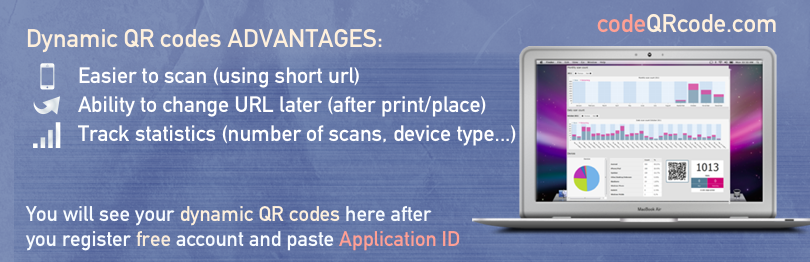 codeQRcode.com
Dynamic QR codes ADVANTAGES:
Easier to scan (using short url)
Ability to change URL later (after print/place)
Track statistics (number of scans, device type...)
1013
MacBook Air
You will see your dynamic QR codes here after
you register free account and paste Application ID